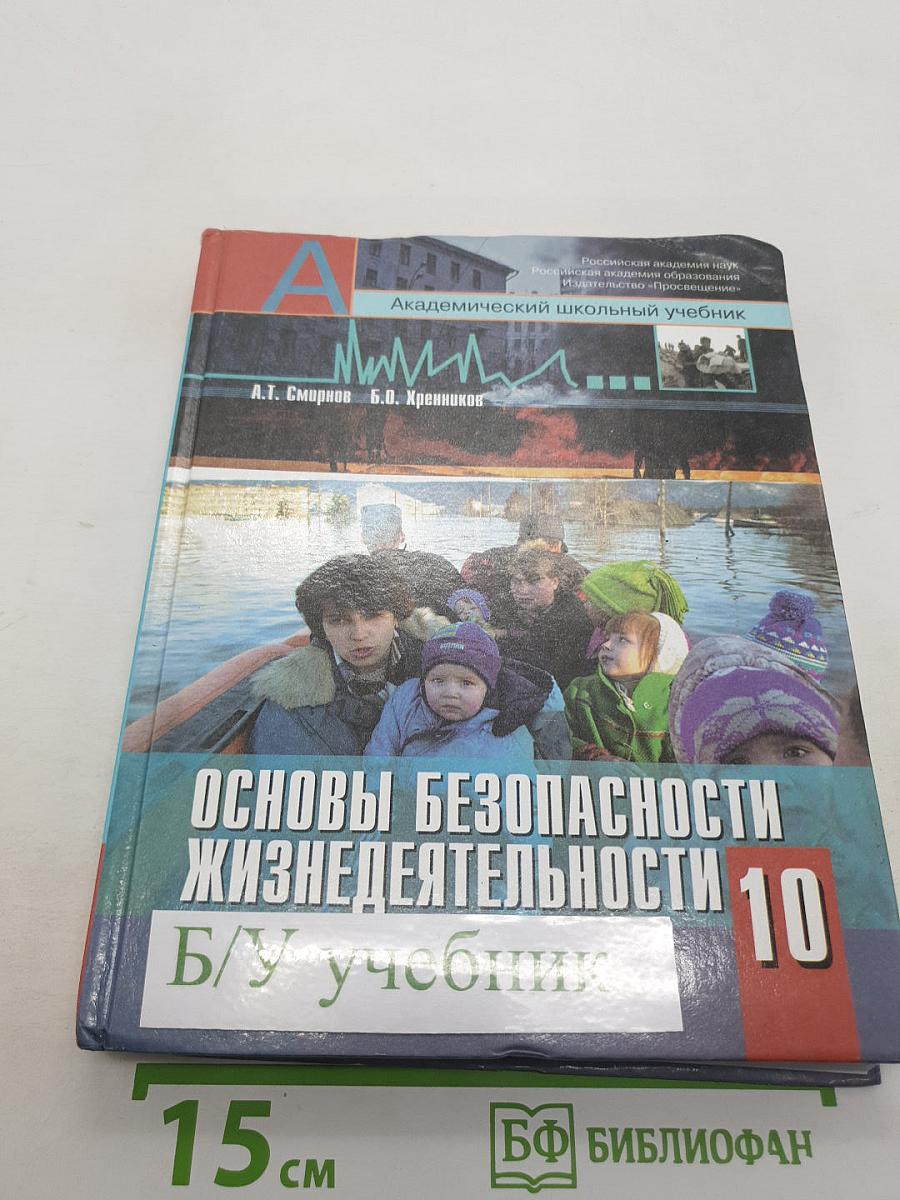 А
Российская академия наук
Российская академия образования
Издательство «Просвещение»
Академический школьный учебник
А.Т. Смирнов Б.О. Хренников
ОСНОВЫ БЕЗОПАСНОСТИ
ЖИЗНЕДЕЯТЕЛЬНОСТИ
10
Б/У учебник
15 см
БФ БИБЛИОФАН